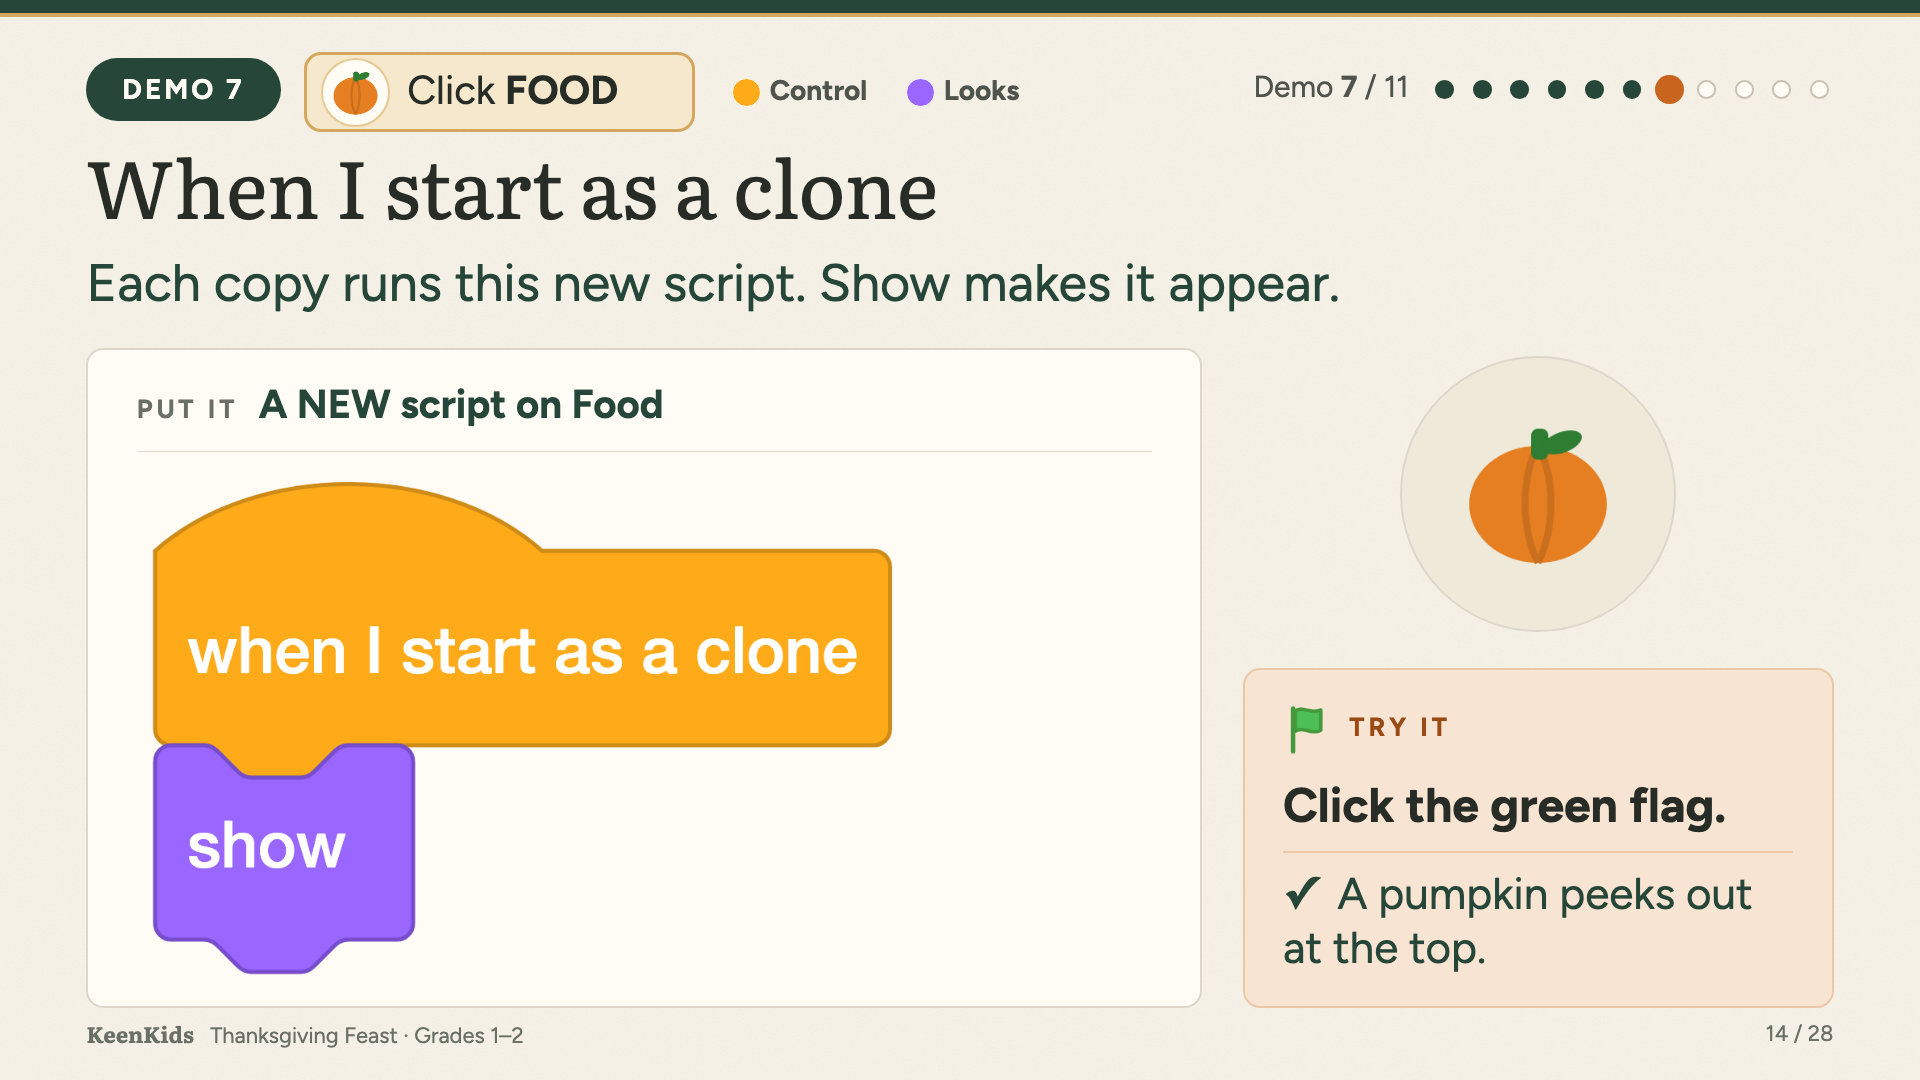 DEMO 7
Click FOOD
Control
Looks
Demo 7 / 11
When I start as a clone
Each copy runs this new script. Show makes it appear.
PUT IT A NEW script on Food
when I start as a clone
show
TRY IT
Click the green flag.
✔ A pumpkin peeks out
at the top.
KeenKids Thanksgiving Feast · Grades 1–2
14 / 28